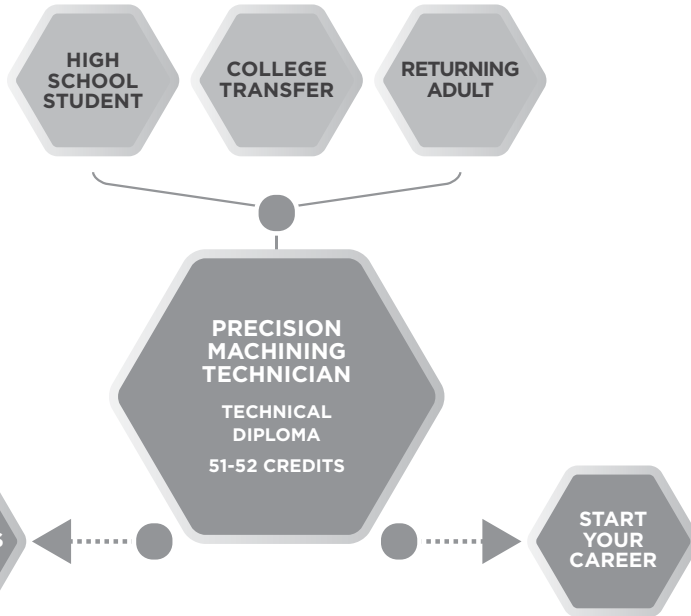 HIGH
SCHOOL
STUDENT
COLLEGE
TRANSFER
RETURNING
ADULT
PRECISION
MACHINING
TECHNICIAN
TECHNICAL
DIPLOMA
51-52 CREDITS
START
YOUR
CAREER